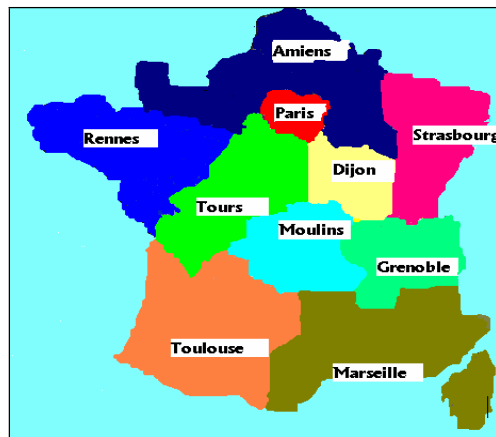 Amiens
Paris
Rennes
Strasbourg
Dijon
Tours
Moulins
Grenoble
Toulouse
Marseille